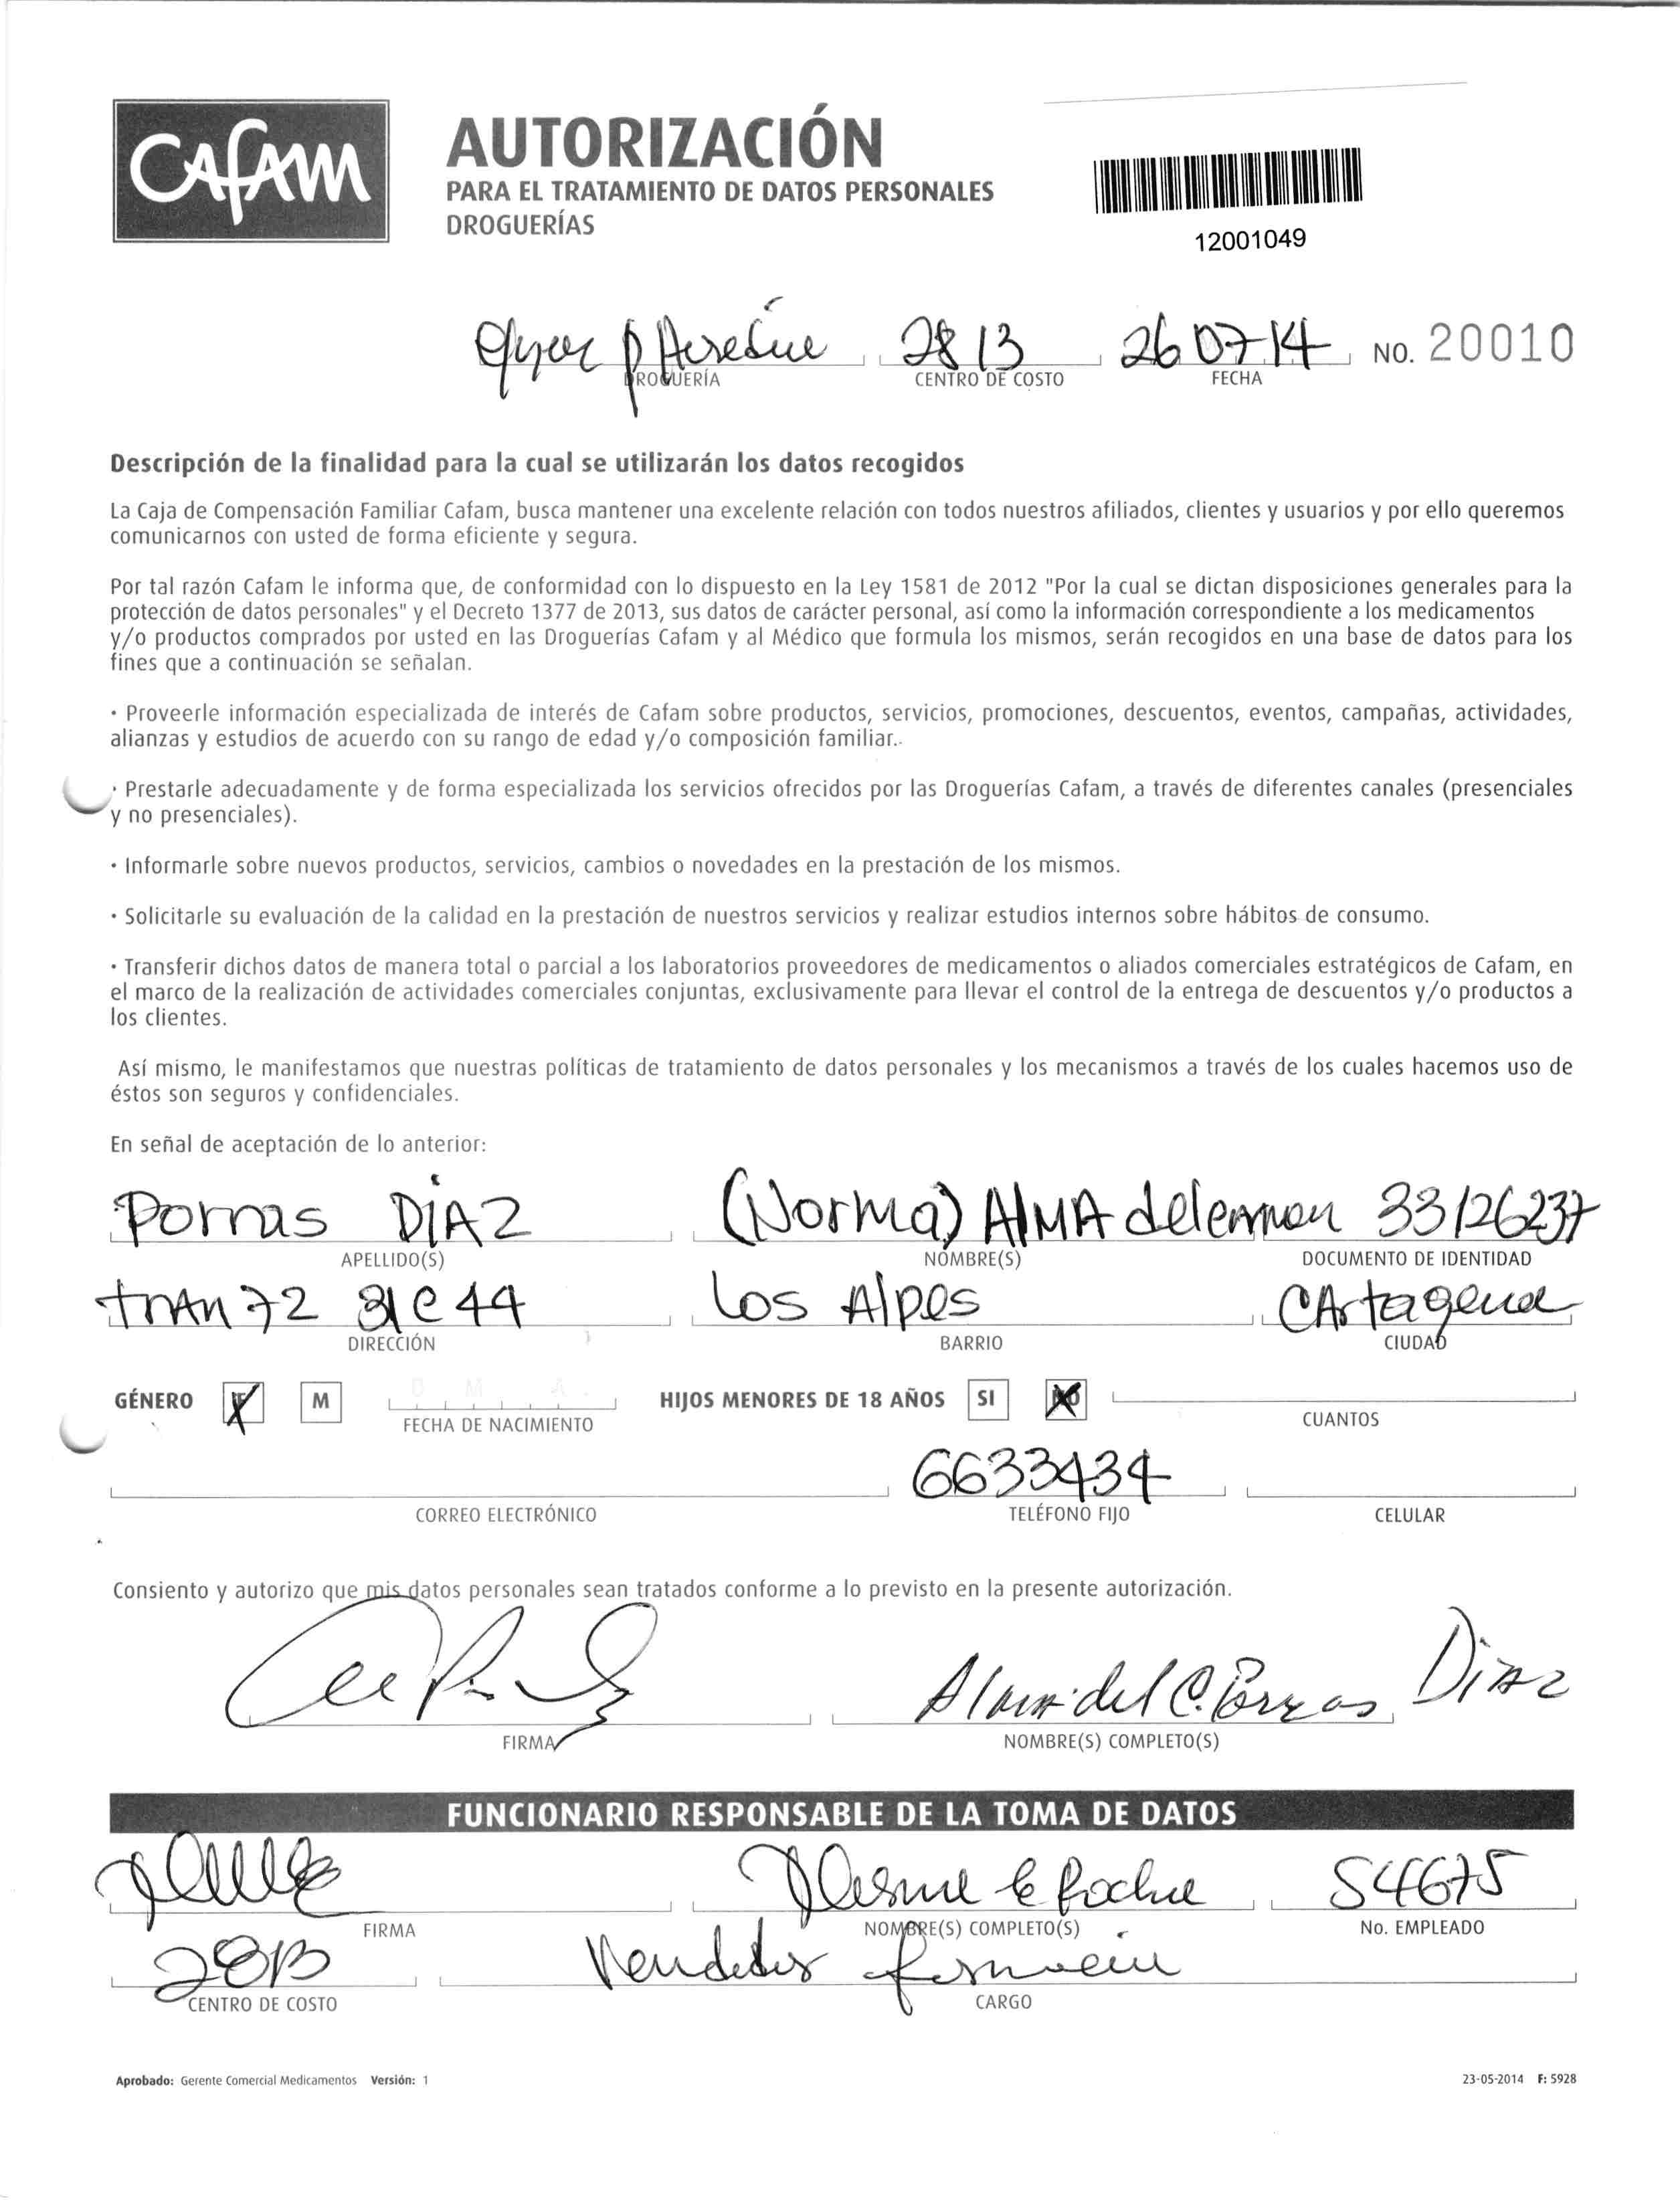 CAFAM
AUTORIZACIÓN
PARA EL TRATAMIENTO DE DATOS PERSONALES
DROGUERÍAS
12001049
2813 26 07 14 NO. 20010
DROGUERÍA CENTRO DE COSTO FECHA
Descripción de la finalidad para la cual se utilizarán los datos recogidos
La Caja de Compensación Familiar Cafam, busca mantener una excelente relación con todos nuestros afiliados, clientes y usuarios y por ello queremos
comunicarnos con usted de forma eficiente y segura.
Por tal razón Cafam le informa que, de conformidad con lo dispuesto en la Ley 1581 de 2012 "Por la cual se dictan disposiciones generales para la
protección de datos personales" y el Decreto 1377 de 2013, sus datos de carácter personal, así como la información correspondiente a los medicamentos
y/o productos comprados por usted en las Droguerías Cafam y al Médico que formula los mismos, serán recogidos en una base de datos para los
fines que a continuación se señalan.
· Proveerle información especializada de interés de Cafam sobre productos, servicios, promociones, descuentos, eventos, campañas, actividades,
alianzas y estudios de acuerdo con su rango de edad y/o composición familiar..
· Prestarle adecuadamente y de forma especializada los servicios ofrecidos por las Droguerías Cafam, a través de diferentes canales (presenciales
y no presenciales).
· Informarle sobre nuevos productos, servicios, cambios o novedades en la prestación de los mismos.
· Solicitarle su evaluación de la calidad en la prestación de nuestros servicios y realizar estudios internos sobre hábitos de consumo.
· Transferir dichos datos de manera total o parcial a los laboratorios proveedores de medicamentos o aliados comerciales estratégicos de Cafam, en
el marco de la realización de actividades comerciales conjuntas, exclusivamente para llevar el control de la entrega de descuentos y/o productos a
los clientes.
Así mismo, le manifestamos que nuestras políticas de tratamiento de datos personales y los mecanismos a través de los cuales hacemos uso de
éstos son seguros y confidenciales.
En señal de aceptación de lo anterior:
Porras DIAZ (Norma) AlMA del 33126237
APELLIDO(S) NOMBRE(S) DOCUMENTO DE IDENTIDAD
trAn 72 31 C 44 Los Alpes CArtagena
DIRECCIÓN BARRIO CIUDAD
GÉNERO F M D M A HIJOS MENORES DE 18 AÑOS SI NO
FECHA DE NACIMIENTO CUANTOS
6633434
CORREO ELECTRÓNICO TELÉFONO FIJO CELULAR
Consiento y autorizo que mis datos personales sean tratados conforme a lo previsto en la presente autorización.
Alma del C. Porras Diaz
FIRMA NOMBRE(S) COMPLETO(S)
FUNCIONARIO RESPONSABLE DE LA TOMA DE DATOS
54675
FIRMA NOMBRE(S) COMPLETO(S) No. EMPLEADO
2813 Vendedor
CENTRO DE COSTO CARGO
Aprobado: Gerente Comercial Medicamentos Versión: 1 23-05-2014 F: 5928